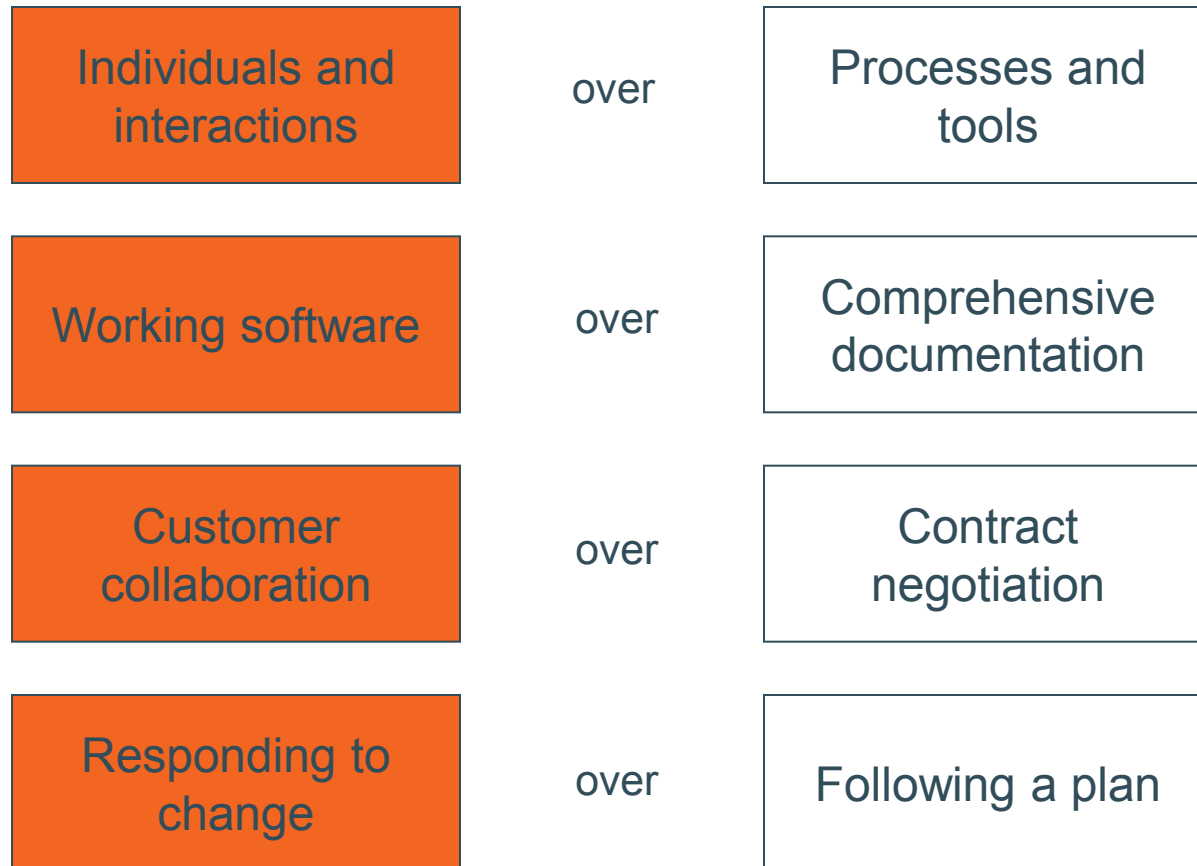 Individuals and
interactions
over
Processes and
tools
Working software
over
Comprehensive
documentation
Customer
collaboration
over
Contract
negotiation
Responding to
change
over
Following a plan